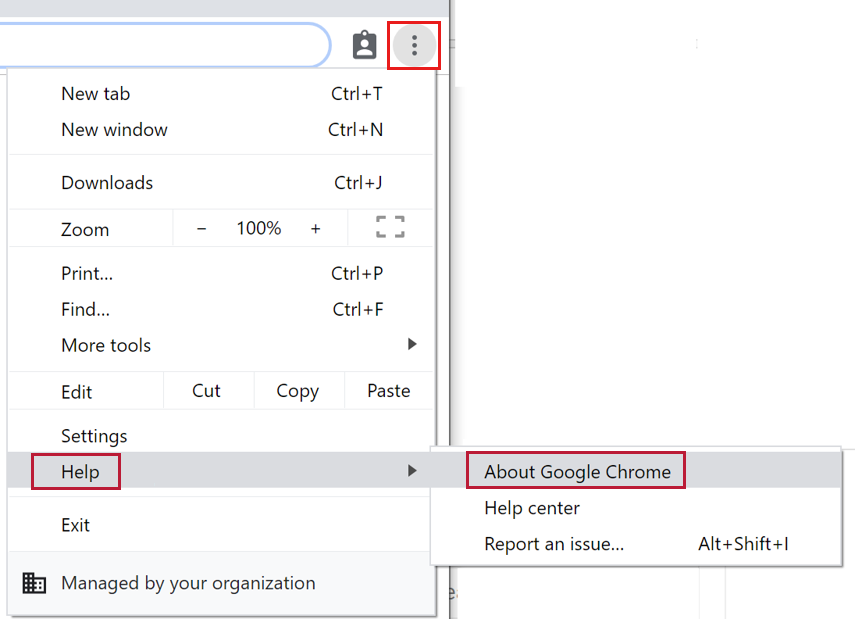 New tab Ctrl+T
New window Ctrl+N
Downloads Ctrl+J
Zoom − 100% +
Print... Ctrl+P
Find... Ctrl+F
More tools
Edit Cut Copy Paste
Settings
Help
About Google Chrome
Help center
Report an issue... Alt+Shift+I
Exit
Managed by your organization